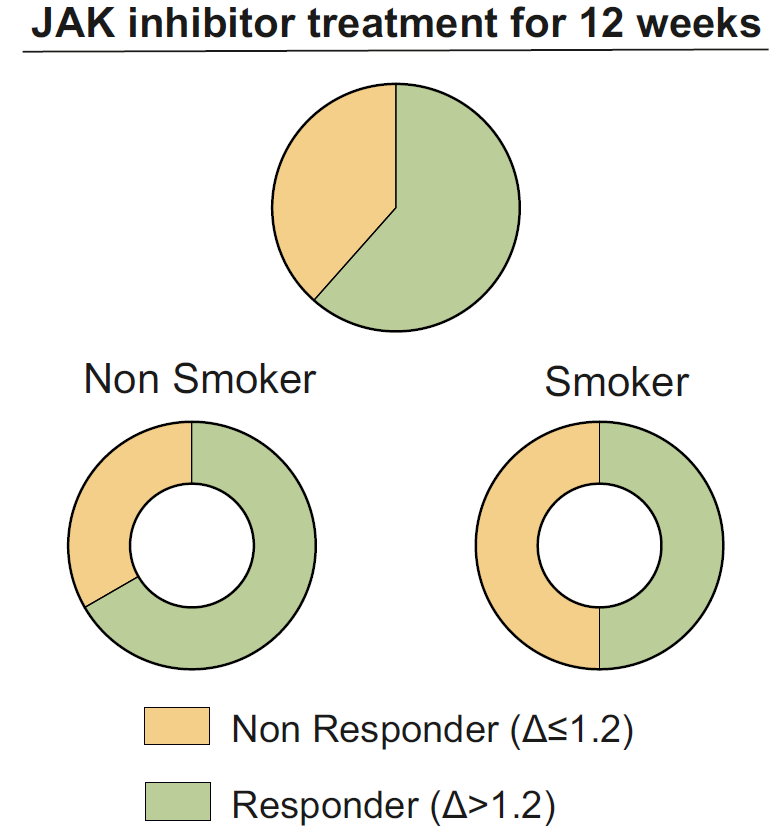 JAK inhibitor treatment for 12 weeks
Non Smoker
Smoker
Non Responder (Δ≤1.2)
Responder (Δ>1.2)